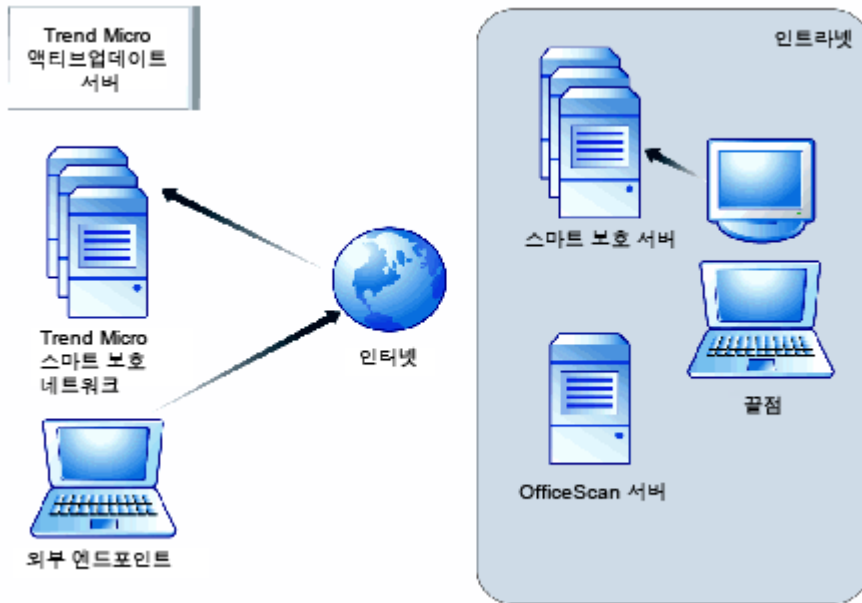 Trend Micro
액티브업데이트
서버
인트라넷
스마트 보호 서버
Trend Micro
스마트 보호
네트워크
인터넷
끝점
OfficeScan 서버
외부 엔드포인트